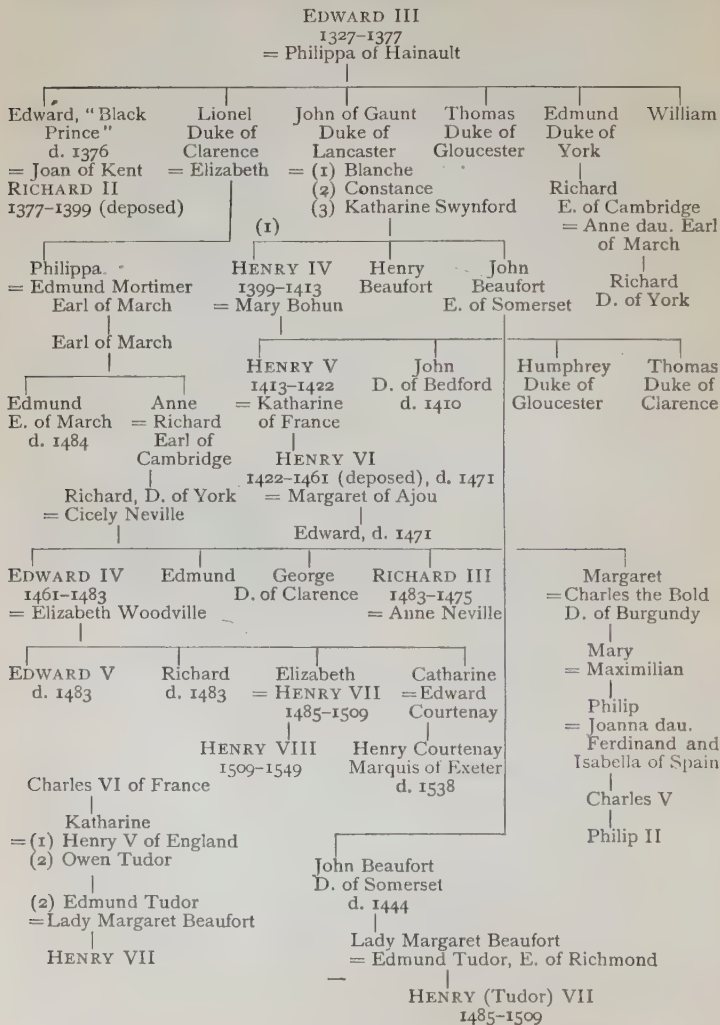 EDWARD III
1327–1377
= Philippa of Hainault
Edward, "Black
Prince"
d. 1376
= Joan of Kent
RICHARD II
1377–1399 (deposed)
Lionel
Duke of
Clarence
= Elizabeth
John of Gaunt
Duke of
Lancaster
= (1) Blanche
(2) Constance
(3) Katharine Swynford
Thomas
Duke of
Gloucester
Edmund
Duke of
York
Richard
E. of Cambridge
= Anne dau. Earl
of March
Richard
D. of York
William
(1)
Philippa
= Edmund Mortimer
Earl of March
Earl of March
HENRY IV
1399–1413
= Mary Bohun
Henry
Beaufort
John
Beaufort
E. of Somerset
Edmund
E. of March
d. 1484
Anne
= Richard
Earl of
Cambridge
HENRY V
1413–1422
= Katharine
of France
John
D. of Bedford
d. 1410
Humphrey
Duke of
Gloucester
Thomas
Duke of
Clarence
HENRY VI
1422–1461 (deposed), d. 1471
= Margaret of Ajou
Edward, d. 1471
Richard, D. of York
= Cicely Neville
EDWARD IV
1461–1483
= Elizabeth Woodville
Edmund
George
D. of Clarence
RICHARD III
1483–1475
= Anne Neville
Margaret
= Charles the Bold
D. of Burgundy
Mary
= Maximilian
Philip
= Joanna dau.
Ferdinand and
Isabella of Spain
Charles V
Philip II
EDWARD V
d. 1483
Richard
d. 1483
Elizabeth
= HENRY VII
1485–1509
HENRY VIII
1509–1549
Catharine
= Edward
Courtenay
Henry Courtenay
Marquis of Exeter
d. 1538
Charles VI of France
Katharine
= (1) Henry V of England
(2) Owen Tudor
(2) Edmund Tudor
= Lady Margaret Beaufort
HENRY VII
John Beaufort
D. of Somerset
d. 1444
Lady Margaret Beaufort
= Edmund Tudor, E. of Richmond
HENRY (Tudor) VII
1485–1509